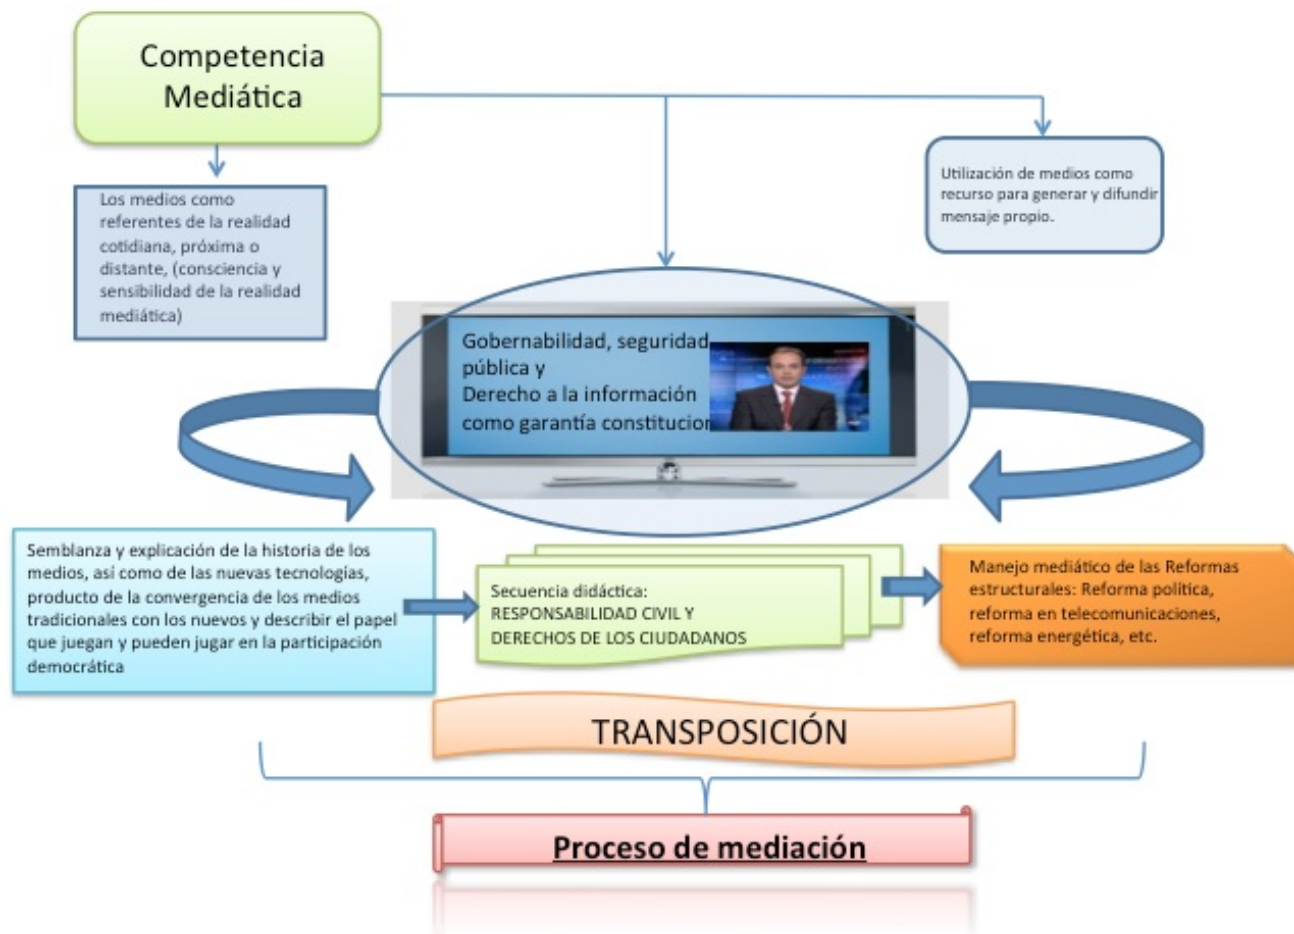 Competencia
Mediática
Los medios como
referentes de la realidad
cotidiana, próxima o
distante, (consciencia y
sensibilidad de la realidad
mediática)
Utilización de medios como
recurso para generar y difundir
mensaje propio.
Gobernabilidad, seguridad
pública y
Derecho a la información
como garantía constitucion
Semblanza y explicación de la historia de los
medios, así como de las nuevas tecnologías,
producto de la convergencia de los medios
tradicionales con los nuevos y describir el papel
que juegan y pueden jugar en la participación
democrática
Secuencia didáctica:
RESPONSABILIDAD CIVIL Y
DERECHOS DE LOS CIUDADANOS
Manejo mediático de las Reformas
estructurales: Reforma política,
reforma en telecomunicaciones,
reforma energética, etc.
TRANSPOSICIÓN
Proceso de mediación